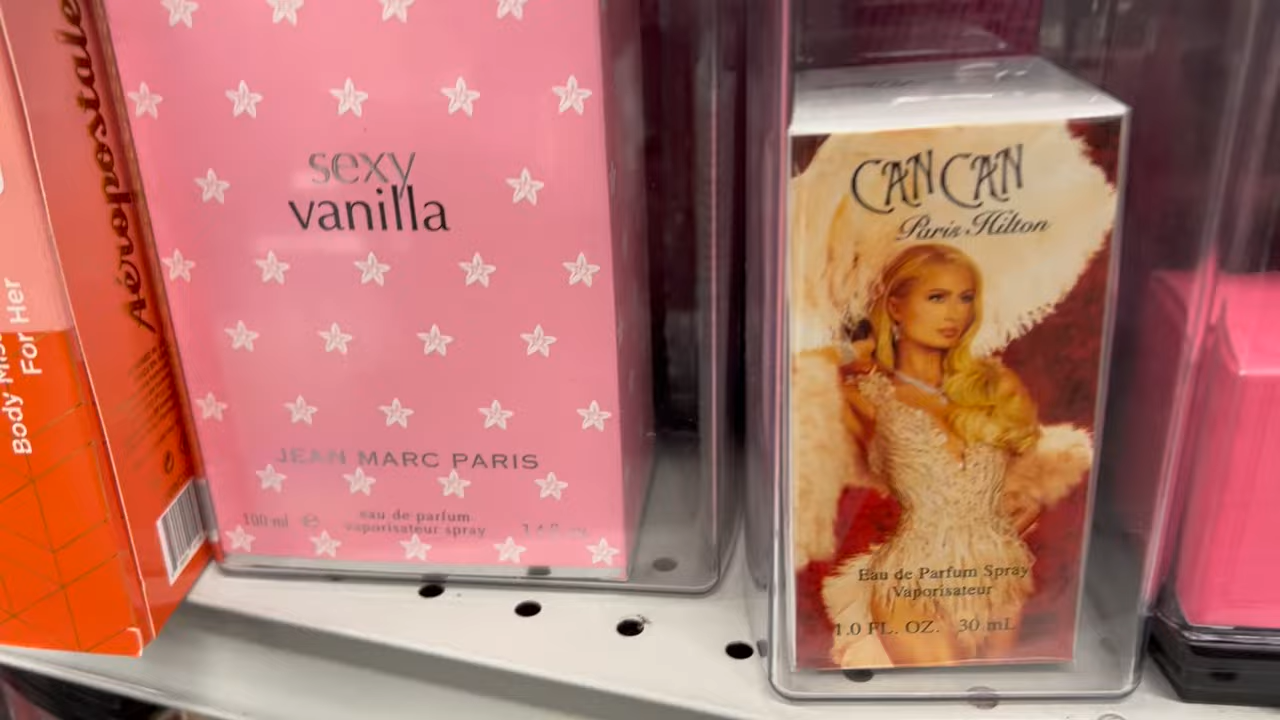 Aéropostale
Body
For Her
sexy
vanilla
JEAN MARC PARIS
100 ml e
eau de parfum
vaporisateur spray
CAN CAN
Paris Hilton
Eau de Parfum Spray
Vaporisateur
1.0 FL. OZ. 30 mL